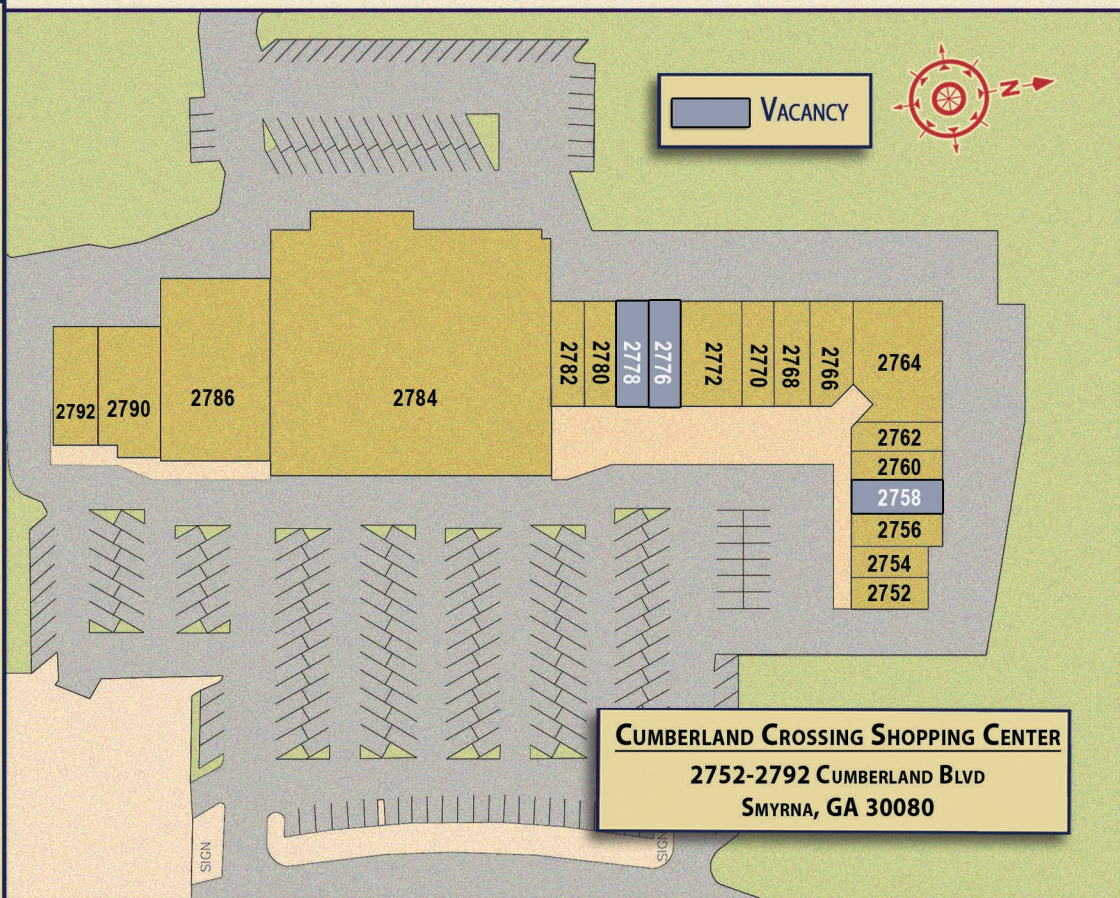 VACANCY
N
2792
2790
2786
2784
2782
2780
2778
2776
2772
2770
2768
2766
2764
2762
2760
2758
2756
2754
2752
CUMBERLAND CROSSING SHOPPING CENTER
2752-2792 CUMBERLAND BLVD
SMYRNA, GA 30080
SIGN
SIGN